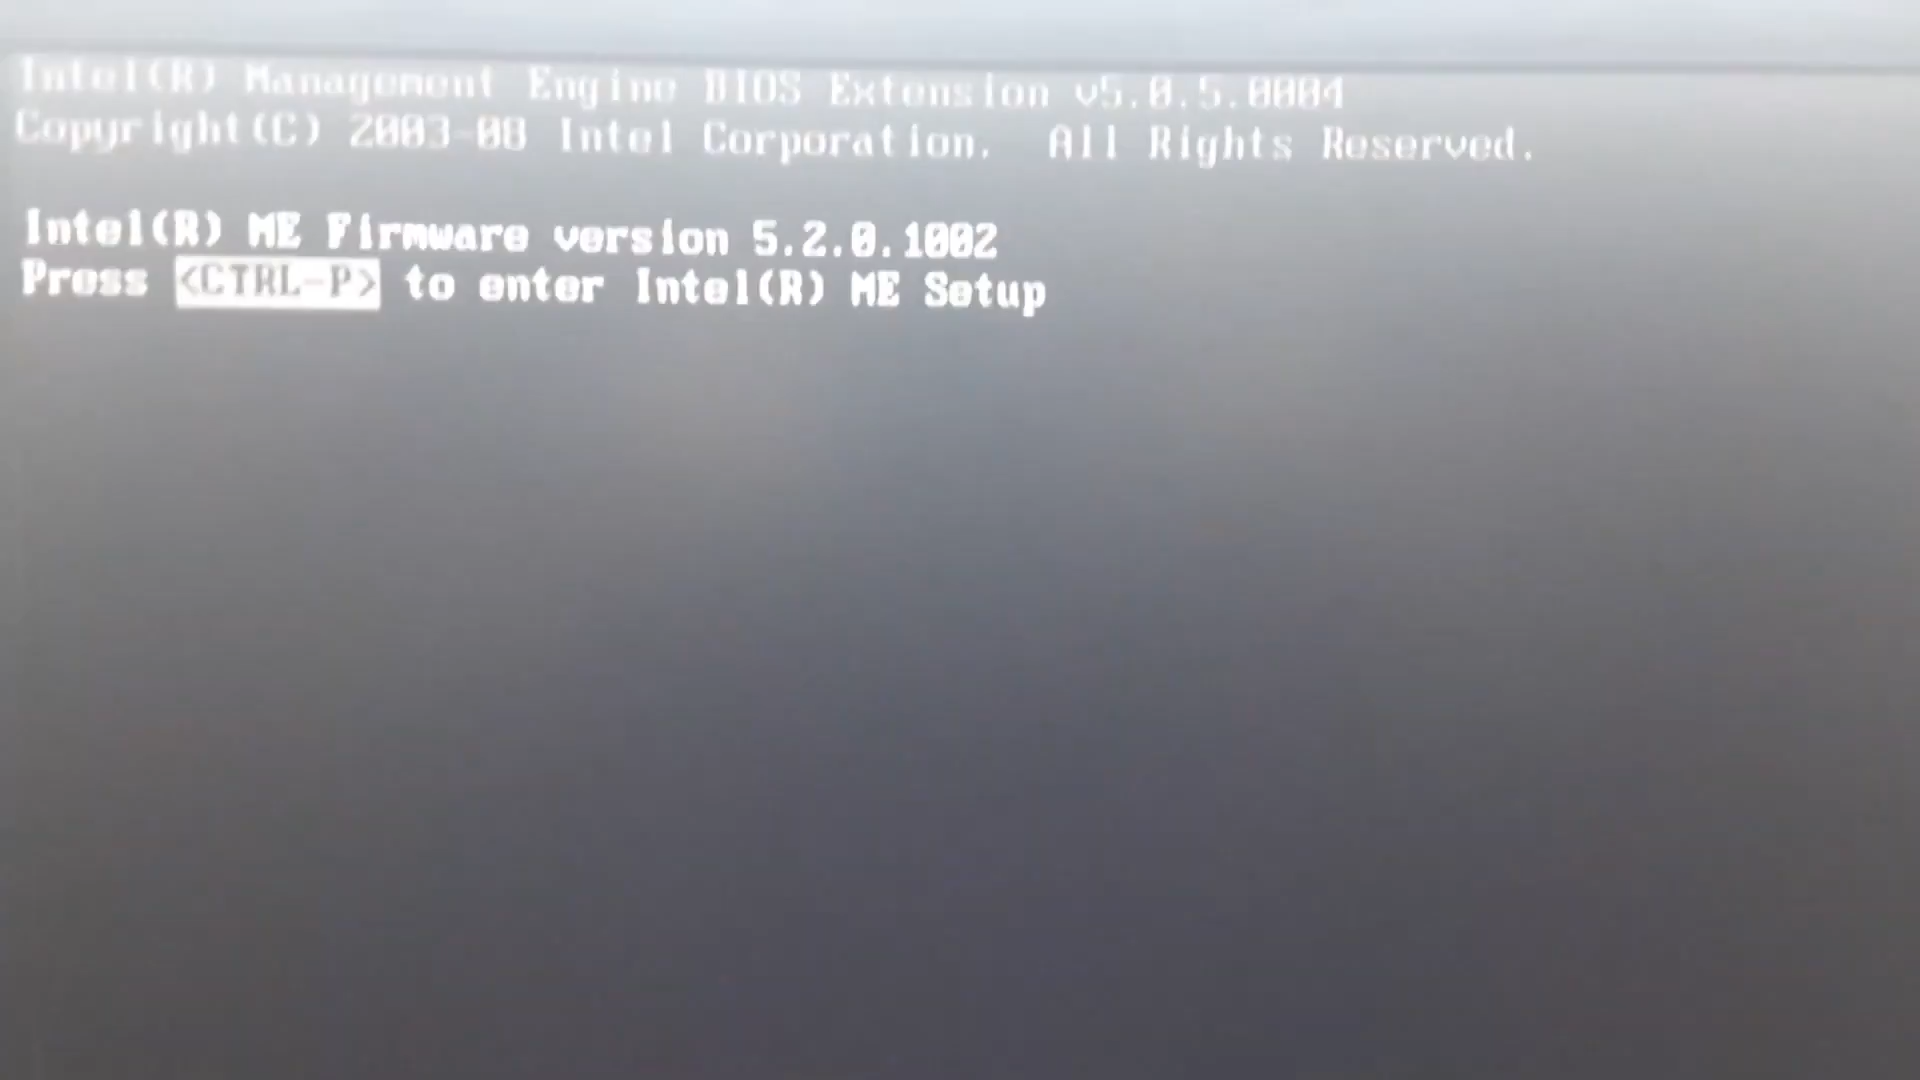 Intel(R) Management Engine BIOS Extension v5.0.5.0004
Copyright(C) 2003-08 Intel Corporation.  All Rights Reserved.
Intel(R) ME Firmware version 5.2.0.1002
Press <CTRL-P> to enter Intel(R) ME Setup